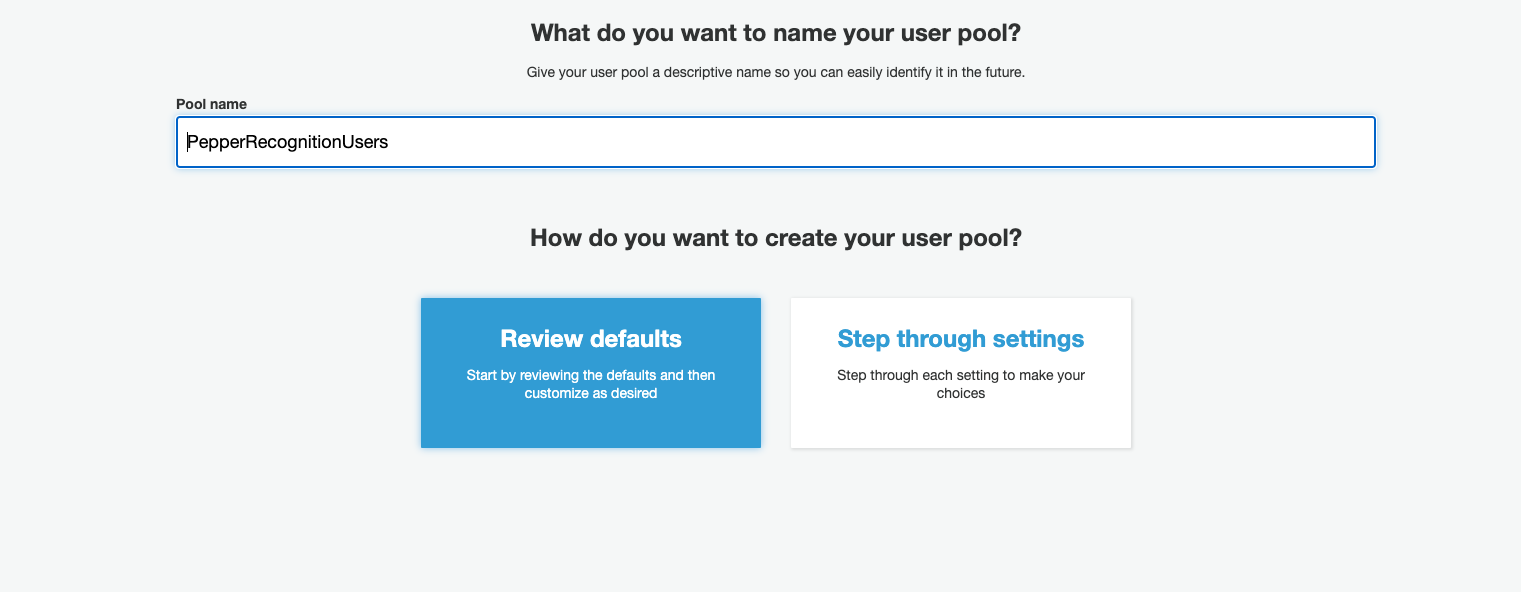 What do you want to name your user pool?
Give your user pool a descriptive name so you can easily identify it in the future.
Pool name
PepperRecognitionUsers
How do you want to create your user pool?
Review defaults
Start by reviewing the defaults and then
customize as desired
Step through settings
Step through each setting to make your
choices